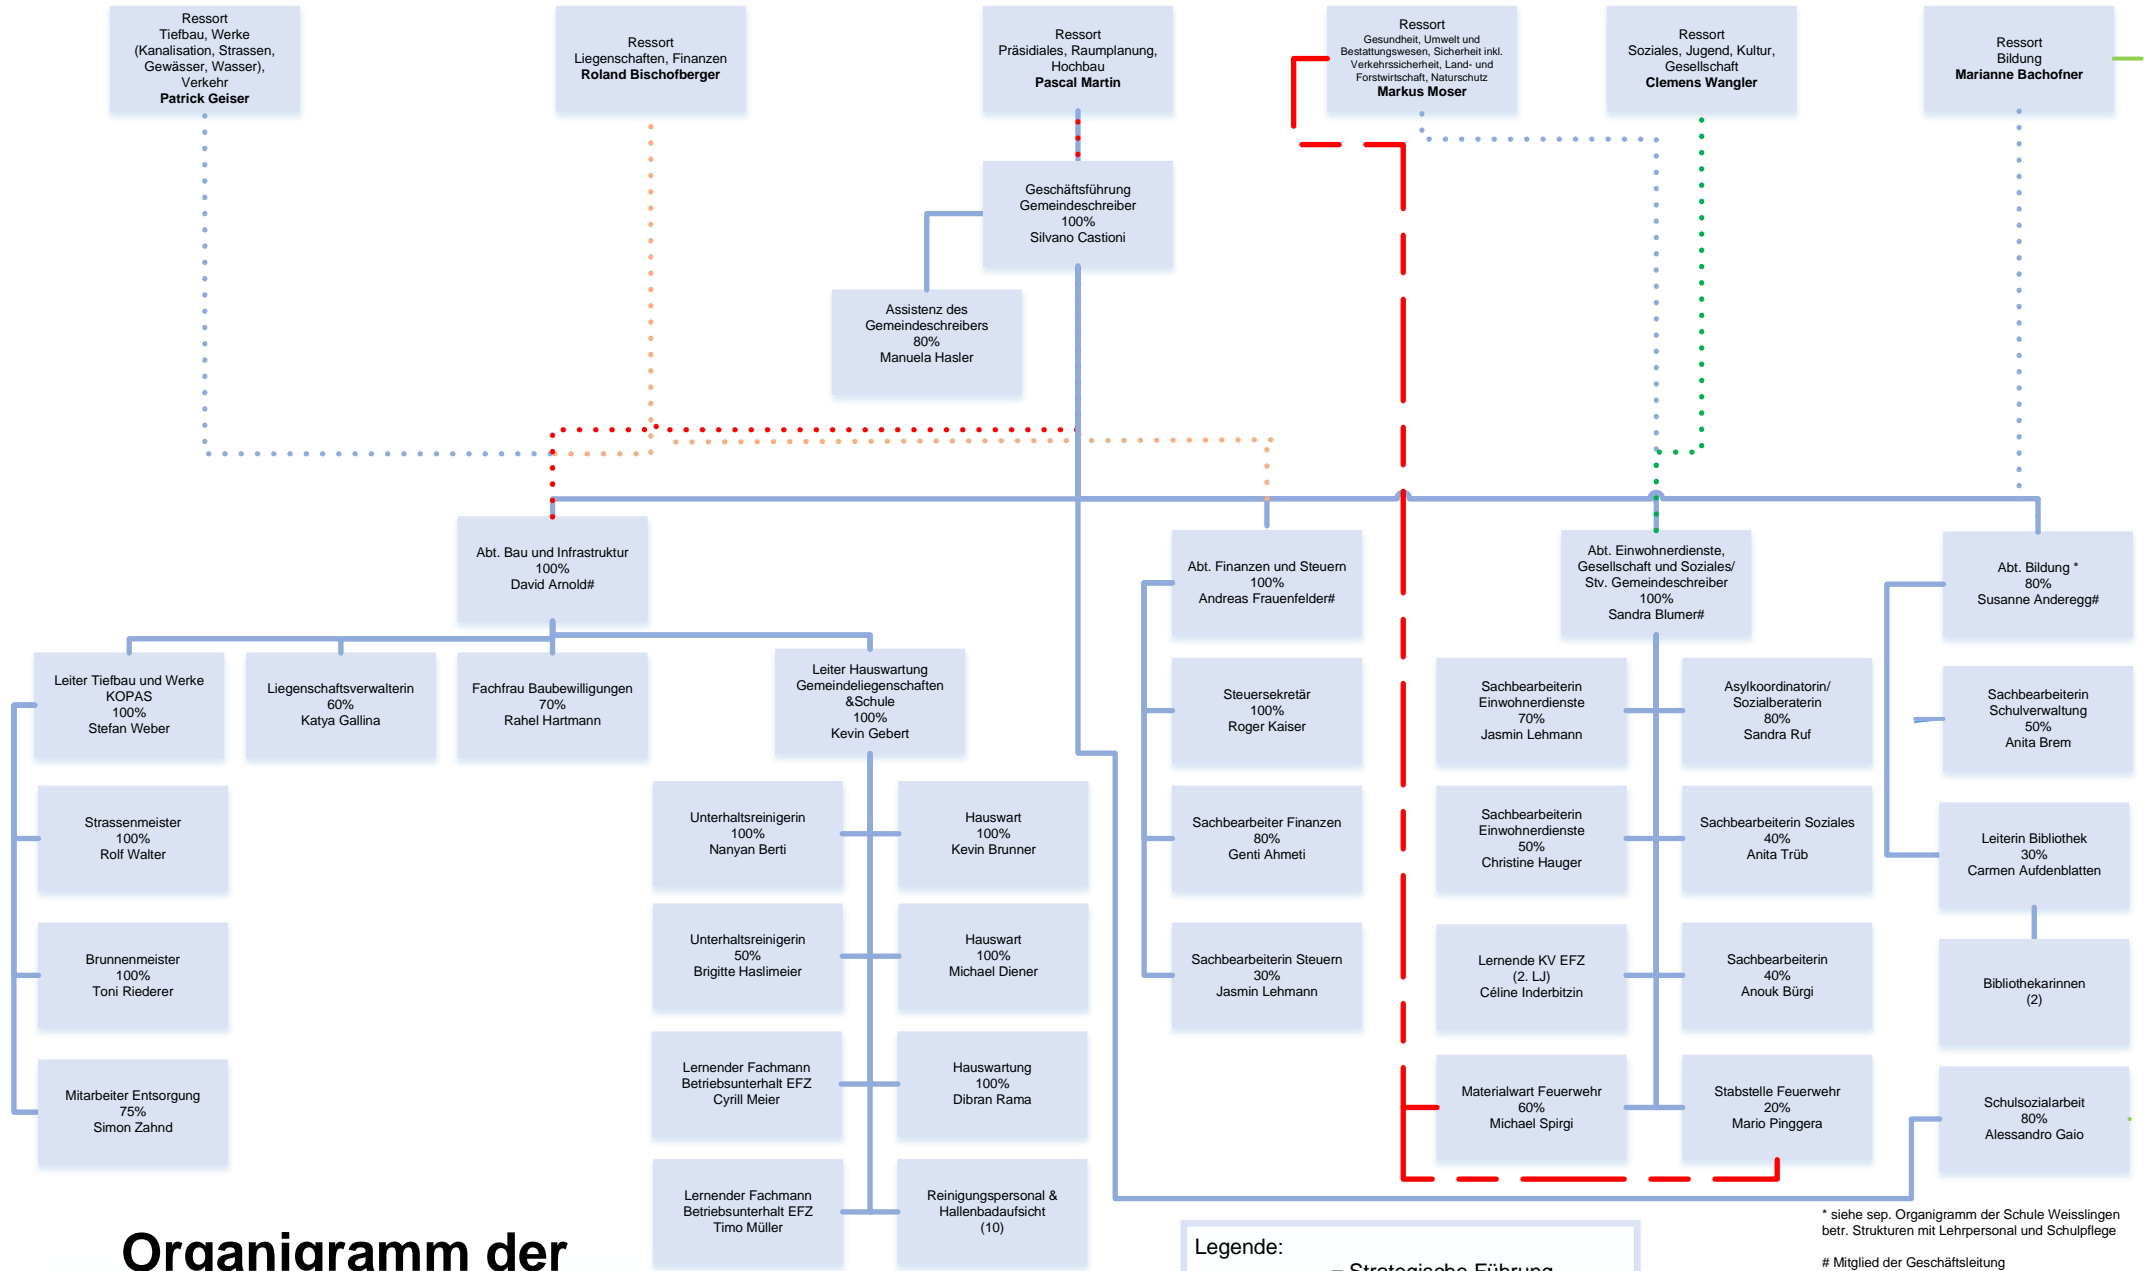 Ressort
Tiefbau, Werke
(Kanalisation, Strassen,
Gewässer, Wasser),
Verkehr
Patrick Geiser
Ressort
Liegenschaften, Finanzen
Roland Bischofberger
Ressort
Präsidiales, Raumplanung,
Hochbau
Pascal Martin
Ressort
Gesundheit, Umwelt und
Bestattungswesen, Sicherheit inkl.
Verkehrssicherheit, Land- und
Forstwirtschaft, Naturschutz
Markus Moser
Ressort
Soziales, Jugend, Kultur,
Gesellschaft
Clemens Wangler
Ressort
Bildung
Marianne Bachofner
Geschäftsführung
Gemeindeschreiber
100%
Silvano Castioni
Assistenz des
Gemeindeschreibers
80%
Manuela Hasler
Abt. Bau und Infrastruktur
100%
David Arnold#
Abt. Finanzen und Steuern
100%
Andreas Frauenfelder#
Abt. Einwohnerdienste,
Gesellschaft und Soziales/
Stv. Gemeindeschreiber
100%
Sandra Blumer#
Abt. Bildung *
80%
Susanne Anderegg#
Leiter Tiefbau und Werke
KOPAS
100%
Stefan Weber
Liegenschaftsverwalterin
60%
Katya Gallina
Fachfrau Baubewilligungen
70%
Rahel Hartmann
Leiter Hauswartung
Gemeindeliegenschaften
&Schule
100%
Kevin Gebert
Steuersekretär
100%
Roger Kaiser
Sachbearbeiterin
Einwohnerdienste
70%
Jasmin Lehmann
Asylkoordinatorin/
Sozialberaterin
80%
Sandra Ruf
Sachbearbeiterin
Schulverwaltung
50%
Anita Brem
Strassenmeister
100%
Rolf Walter
Unterhaltsreinigerin
100%
Nanyan Berti
Hauswart
100%
Kevin Brunner
Sachbearbeiter Finanzen
80%
Genti Ahmeti
Sachbearbeiterin
Einwohnerdienste
50%
Christine Hauger
Sachbearbeiterin Soziales
40%
Anita Trüb
Leiterin Bibliothek
30%
Carmen Aufdenblatten
Brunnenmeister
100%
Toni Riederer
Unterhaltsreinigerin
50%
Brigitte Haslimeier
Hauswart
100%
Michael Diener
Sachbearbeiterin Steuern
30%
Jasmin Lehmann
Lernende KV EFZ
(2. LJ)
Céline Inderbitzin
Sachbearbeiterin
40%
Anouk Bürgi
Bibliothekarinnen
(2)
Mitarbeiter Entsorgung
75%
Simon Zahnd
Lernender Fachmann
Betriebsunterhalt EFZ
Cyrill Meier
Hauswartung
100%
Dibran Rama
Materialwart Feuerwehr
60%
Michael Spirgi
Stabstelle Feuerwehr
20%
Mario Pinggera
Schulsozialarbeit
80%
Alessandro Gaio
Lernender Fachmann
Betriebsunterhalt EFZ
Timo Müller
Reinigungspersonal &
Hallenbadaufsicht
(10)
* siehe sep. Organigramm der Schule Weisslingen
betr. Strukturen mit Lehrpersonal und Schulpflege
# Mitglied der Geschäftsleitung
Organigramm der
Legende:
= Strategische Führung